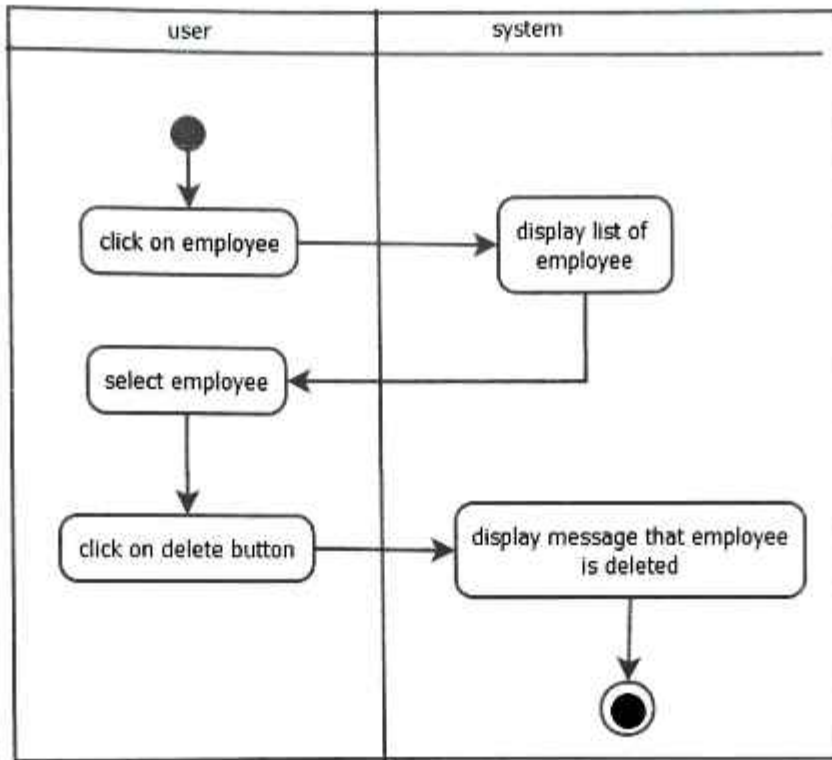 user
system
click on employee
display list of
employee
select employee
click on delete button
display message that employee
is deleted